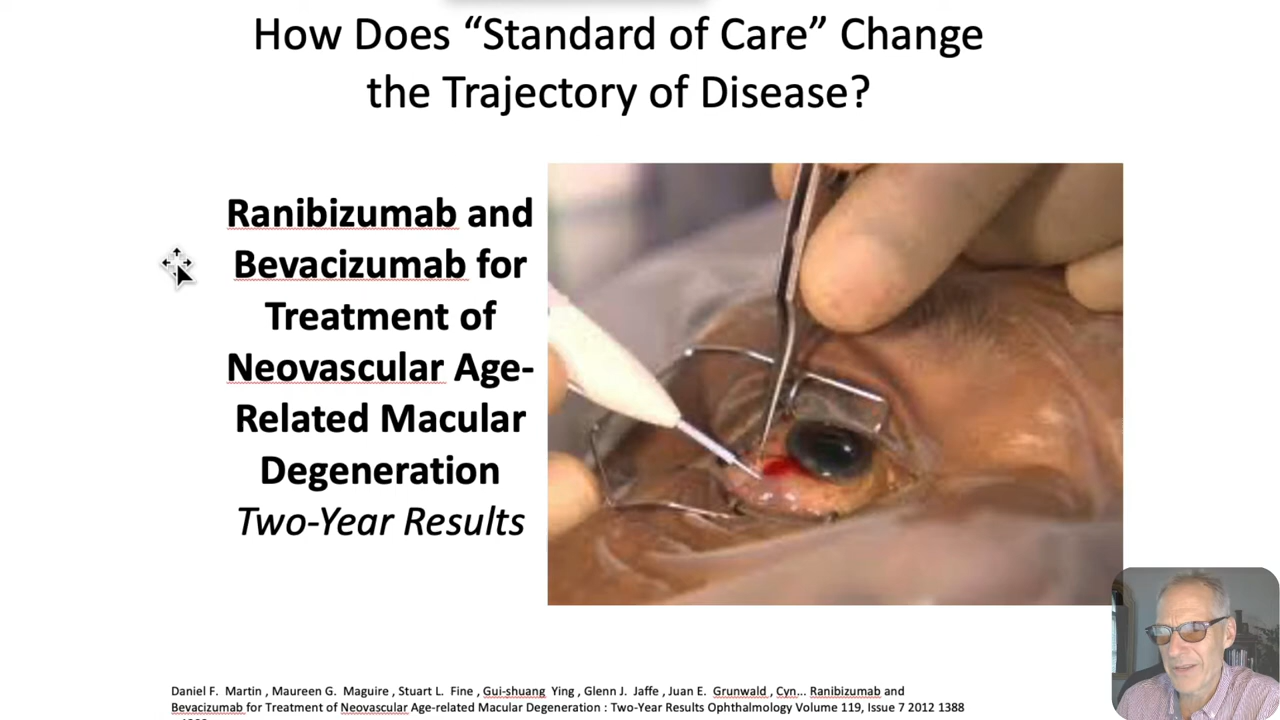 How Does “Standard of Care” Change
the Trajectory of Disease?
Ranibizumab and
Bevacizumab for
Treatment of
Neovascular Age-
Related Macular
Degeneration
Two-Year Results
Daniel F. Martin , Maureen G. Maguire , Stuart L. Fine , Gui-shuang Ying , Glenn J. Jaffe , Juan E. Grunwald , Cyn... Ranibizumab and
Bevacizumab for Treatment of Neovascular Age-related Macular Degeneration : Two-Year Results Ophthalmology Volume 119, Issue 7 2012 1388